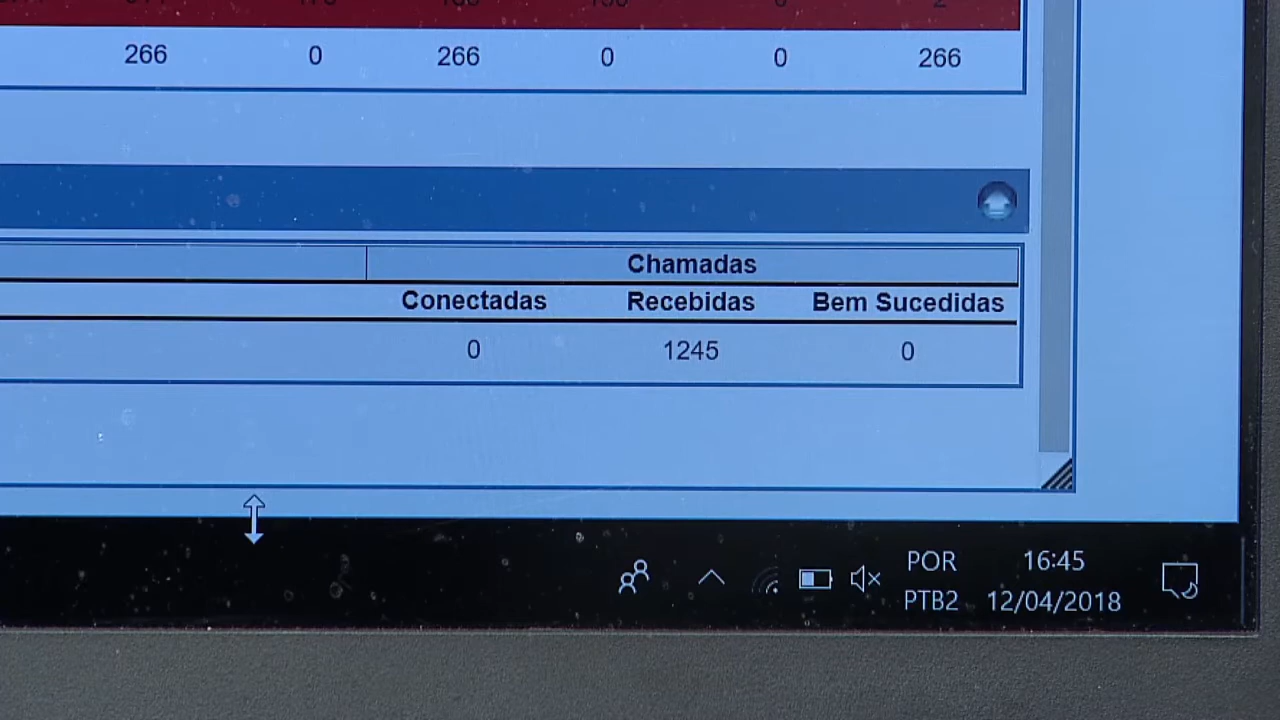 266 0 266 0 0 266
Chamadas
Conectadas Recebidas Bem Sucedidas
0 1245 0
POR 16:45
PTB2 12/04/2018